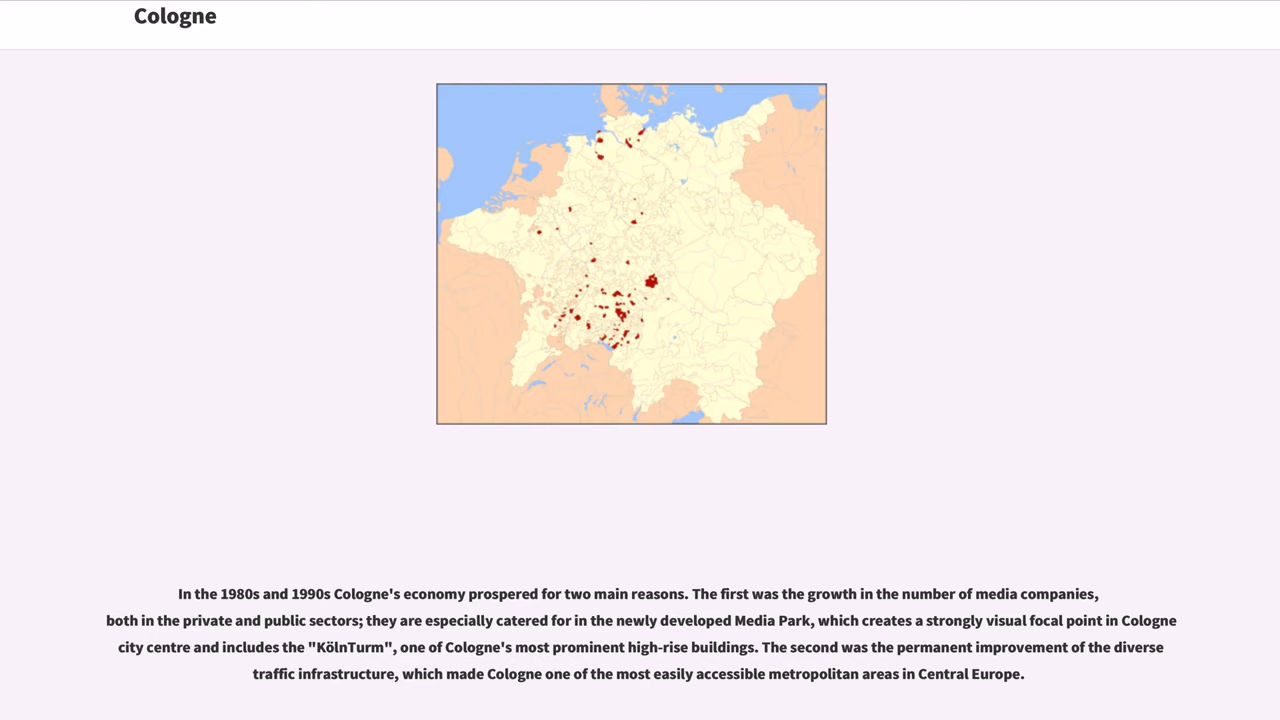 Cologne
In the 1980s and 1990s Cologne's economy prospered for two main reasons. The first was the growth in the number of media companies,
both in the private and public sectors; they are especially catered for in the newly developed Media Park, which creates a strongly visual focal point in Cologne
city centre and includes the "KölnTurm", one of Cologne's most prominent high-rise buildings. The second was the permanent improvement of the diverse
traffic infrastructure, which made Cologne one of the most easily accessible metropolitan areas in Central Europe.